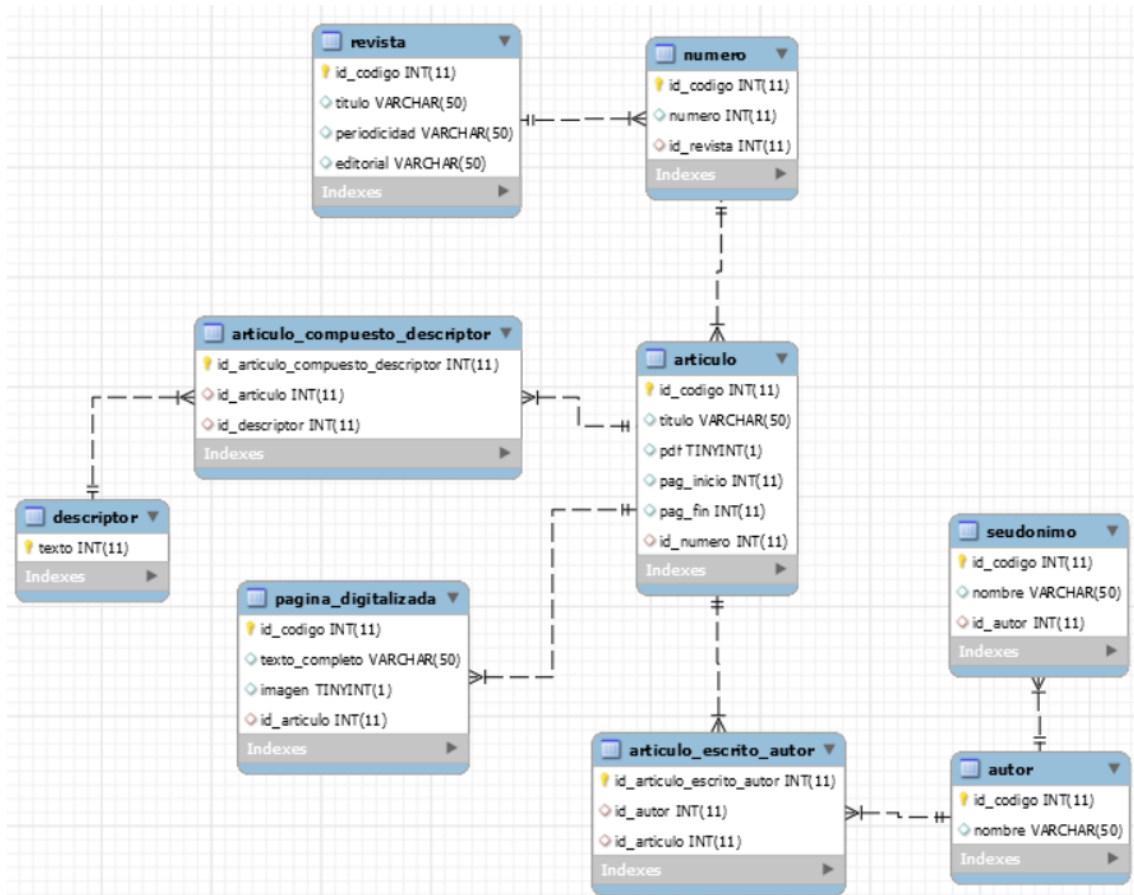 revista
id_codigo INT(11)
titulo VARCHAR(50)
periodicidad VARCHAR(50)
editorial VARCHAR(50)
Indexes
numero
id_codigo INT(11)
numero INT(11)
id_revista INT(11)
Indexes
articulo_compuesto_descriptor
id_articulo_compuesto_descriptor INT(11)
id_articulo INT(11)
id_descriptor INT(11)
Indexes
articulo
id_codigo INT(11)
titulo VARCHAR(50)
pdf TINYINT(1)
pag_inicio INT(11)
pag_fin INT(11)
id_numero INT(11)
Indexes
descriptor
texto INT(11)
Indexes
pagina_digitalizada
id_codigo INT(11)
texto_completo VARCHAR(50)
imagen TINYINT(1)
id_articulo INT(11)
Indexes
seudonimo
id_codigo INT(11)
nombre VARCHAR(50)
id_autor INT(11)
Indexes
articulo_escrito_autor
id_articulo_escrito_autor INT(11)
id_autor INT(11)
id_articulo INT(11)
Indexes
autor
id_codigo INT(11)
nombre VARCHAR(50)
Indexes